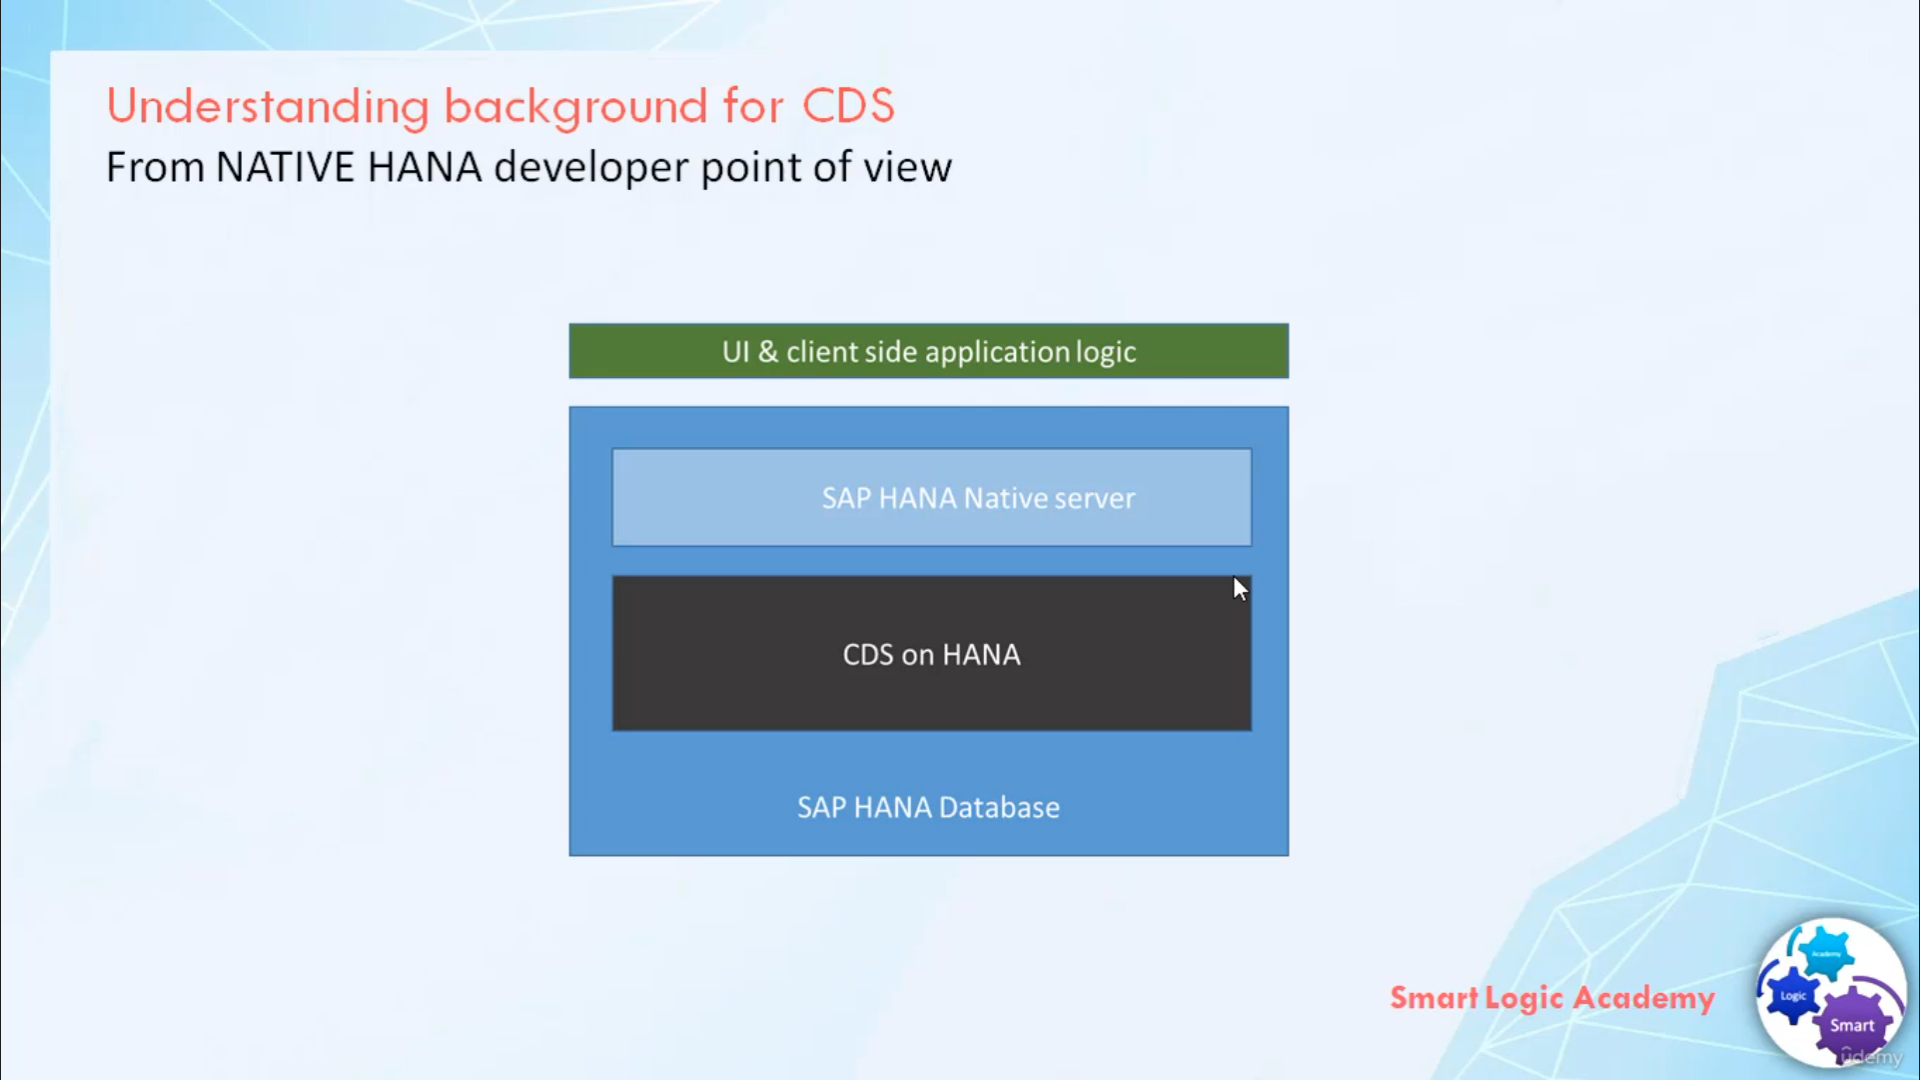 Understanding background for CDS
From NATIVE HANA developer point of view
UI & client side application logic
SAP HANA Native server
CDS on HANA
SAP HANA Database
Smart Logic Academy
Academy
Logic
Smart
ûdemy